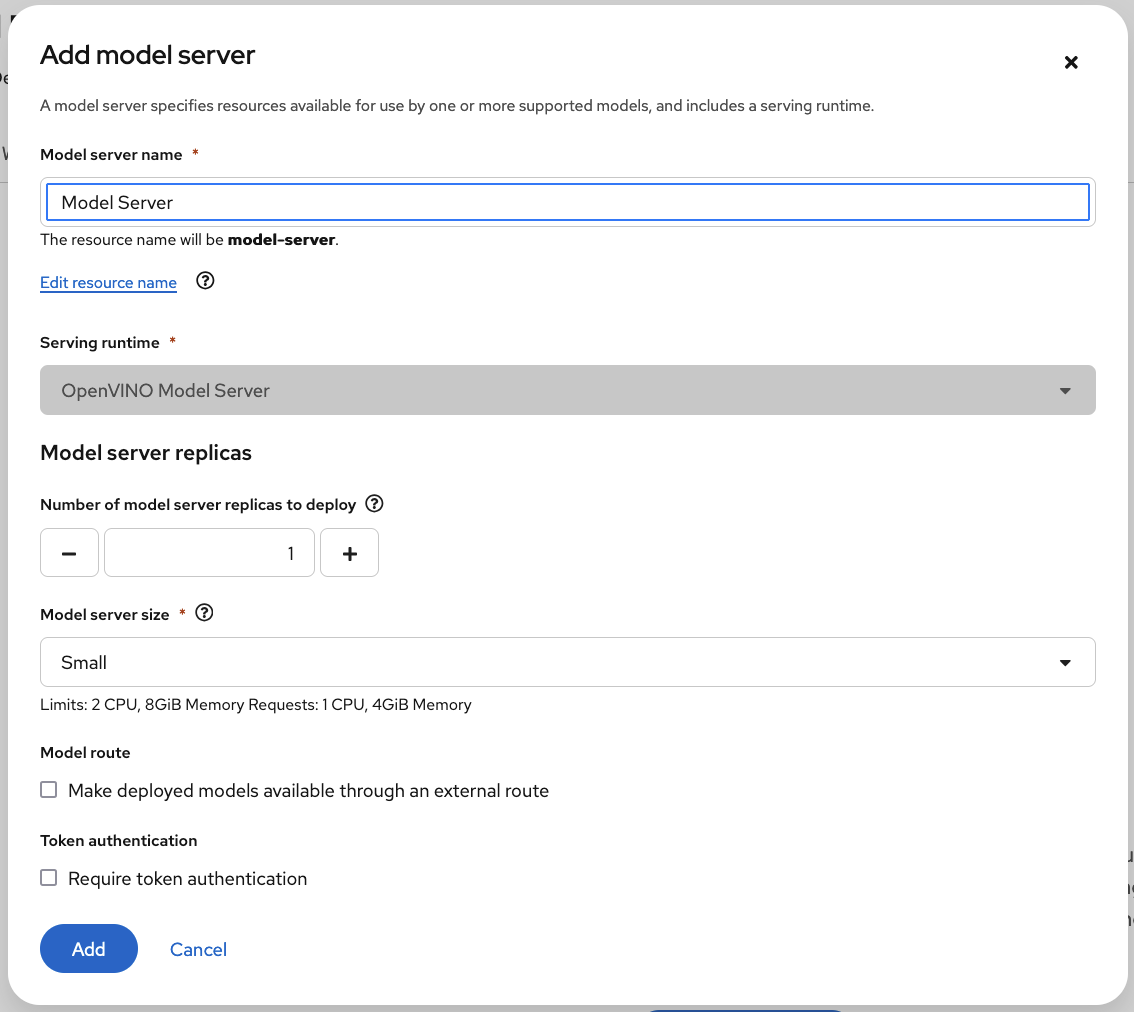 Add model server
A model server specifies resources available for use by one or more supported models, and includes a serving runtime.
Model server name *
Model Server
The resource name will be model-server.
Edit resource name
Serving runtime *
OpenVINO Model Server
Model server replicas
Number of model server replicas to deploy
1
Model server size *
Small
Limits: 2 CPU, 8GiB Memory Requests: 1 CPU, 4GiB Memory
Model route
Make deployed models available through an external route
Token authentication
Require token authentication
Add Cancel